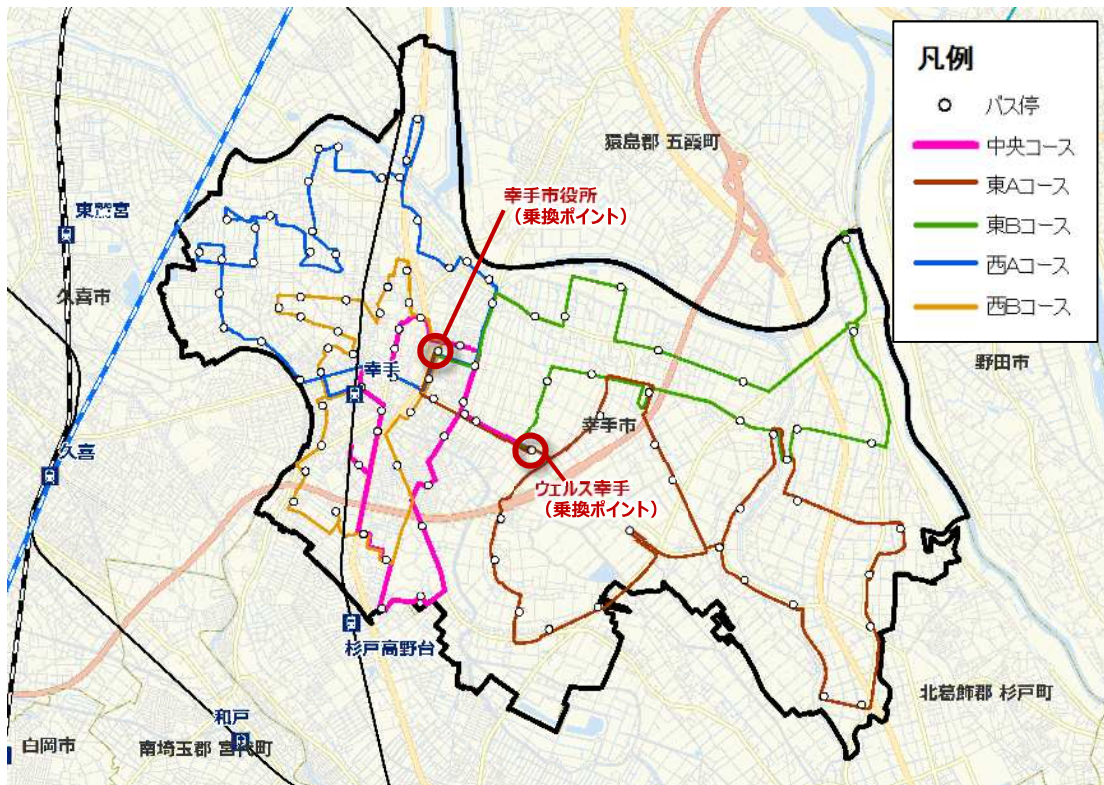 凡例
バス停
中央コース
東Aコース
東Bコース
西Aコース
西Bコース
猿島郡 五霞町
幸手市役所
（乗換ポイント）
東鷲宮
久喜市
野田市
幸手
幸手市
久喜
ウェルス幸手
（乗換ポイント）
杉戸高野台
北葛飾郡 杉戸町
和戸
白岡市
南埼玉郡 宮代町